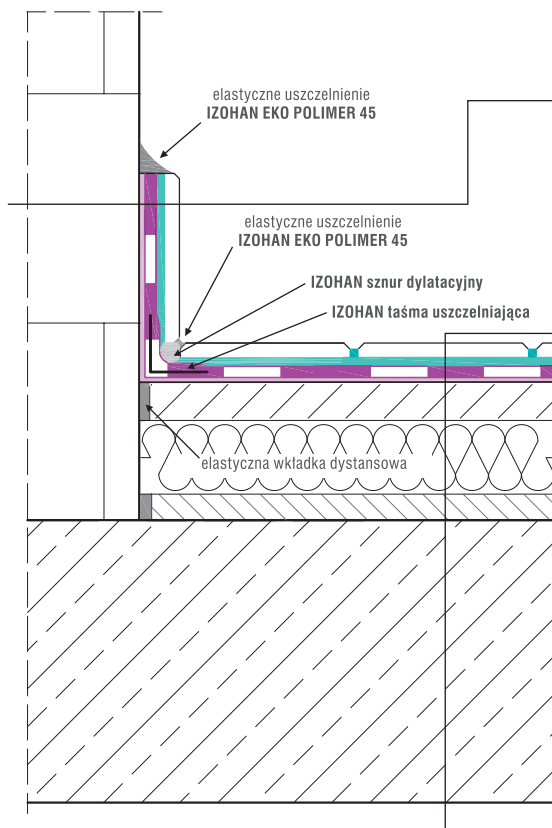 elastyczne uszczelnienie
IZOHAN EKO POLIMER 45
elastyczne uszczelnienie
IZOHAN EKO POLIMER 45
IZOHAN sznur dylatacyjny
IZOHAN taśma uszczelniająca
elastyczna wkładka dystansowa